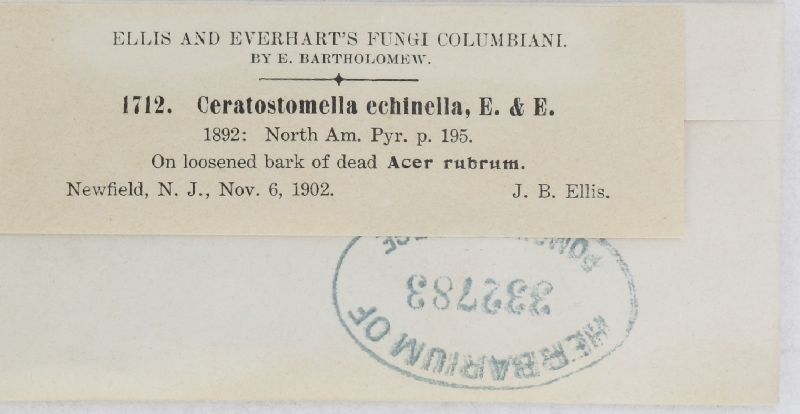 ELLIS AND EVERHART'S FUNGI COLUMBIANI.
BY E. BARTHOLOMEW.
1712. Ceratostomella echinella, E. & E.
1892: North Am. Pyr. p. 195.
On loosened bark of dead Acer rubrum.
Newfield, N. J., Nov. 6, 1902. J. B. Ellis.
HERBARIUM OF
332783